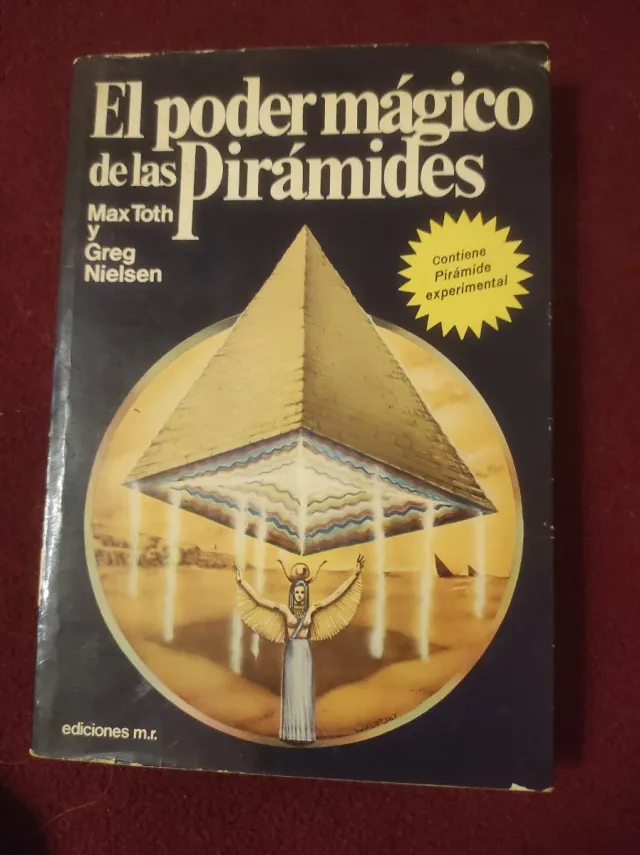 El poder mágico
de las Pirámides
Max Toth
y
Greg
Nielsen
Contiene
Pirámide
experimental
ediciones m.r.